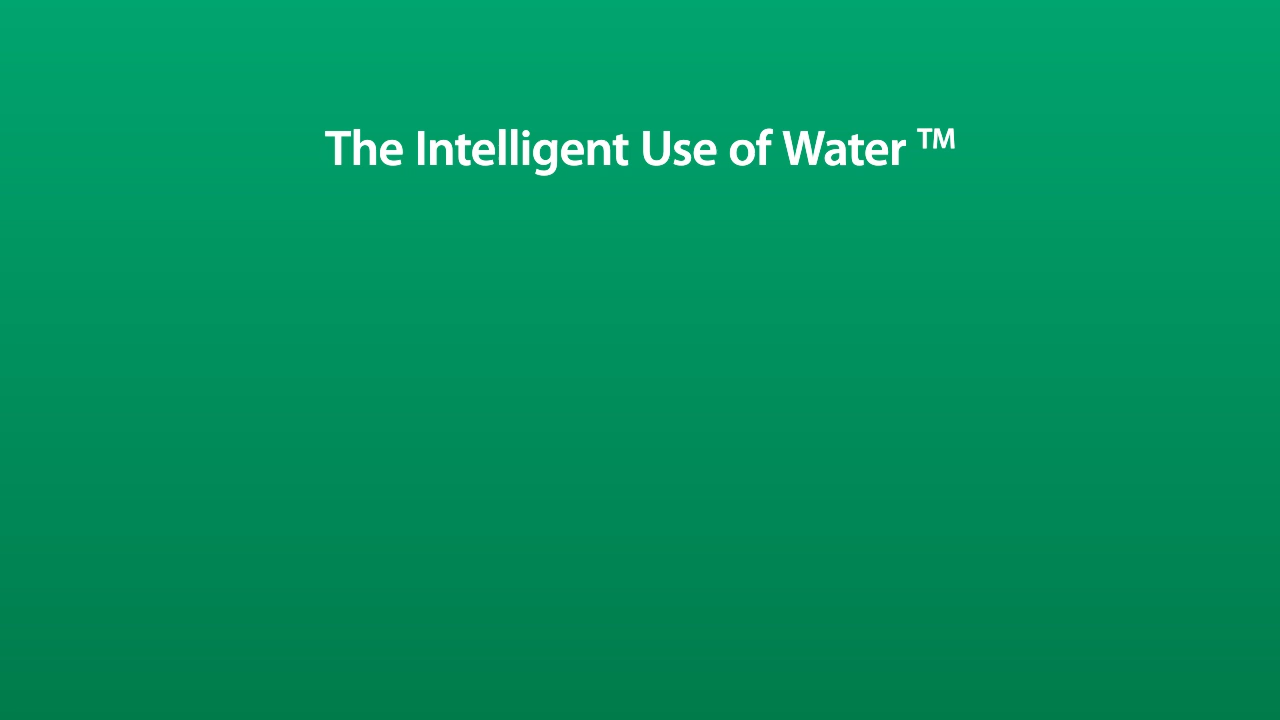 The Intelligent Use of Water ™